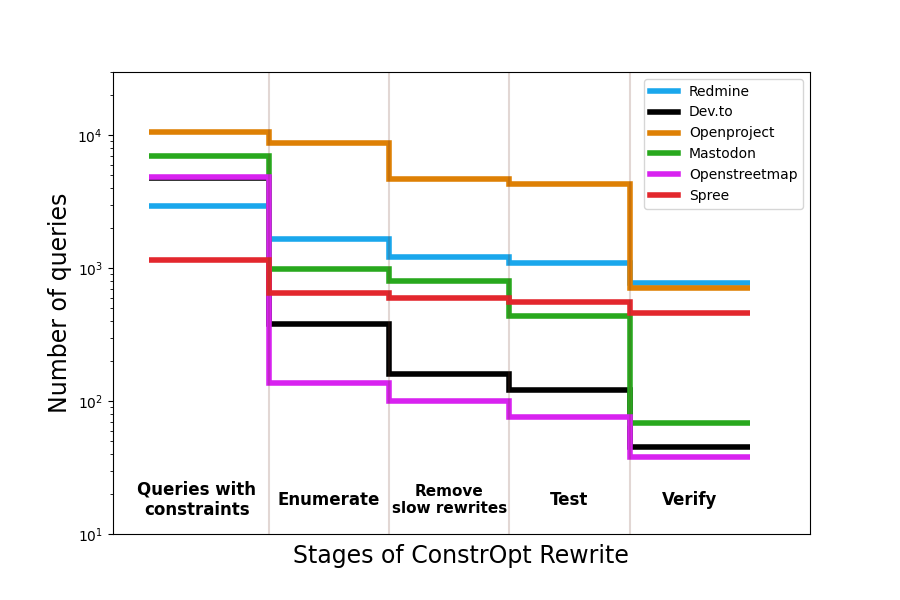 Redmine
Dev.to
Openproject
Mastodon
Openstreetmap
Spree
10^4
10^3
10^2
10^1
Number of queries
Queries with
constraints
Enumerate
Remove
slow rewrites
Test
Verify
Stages of ConstrOpt Rewrite